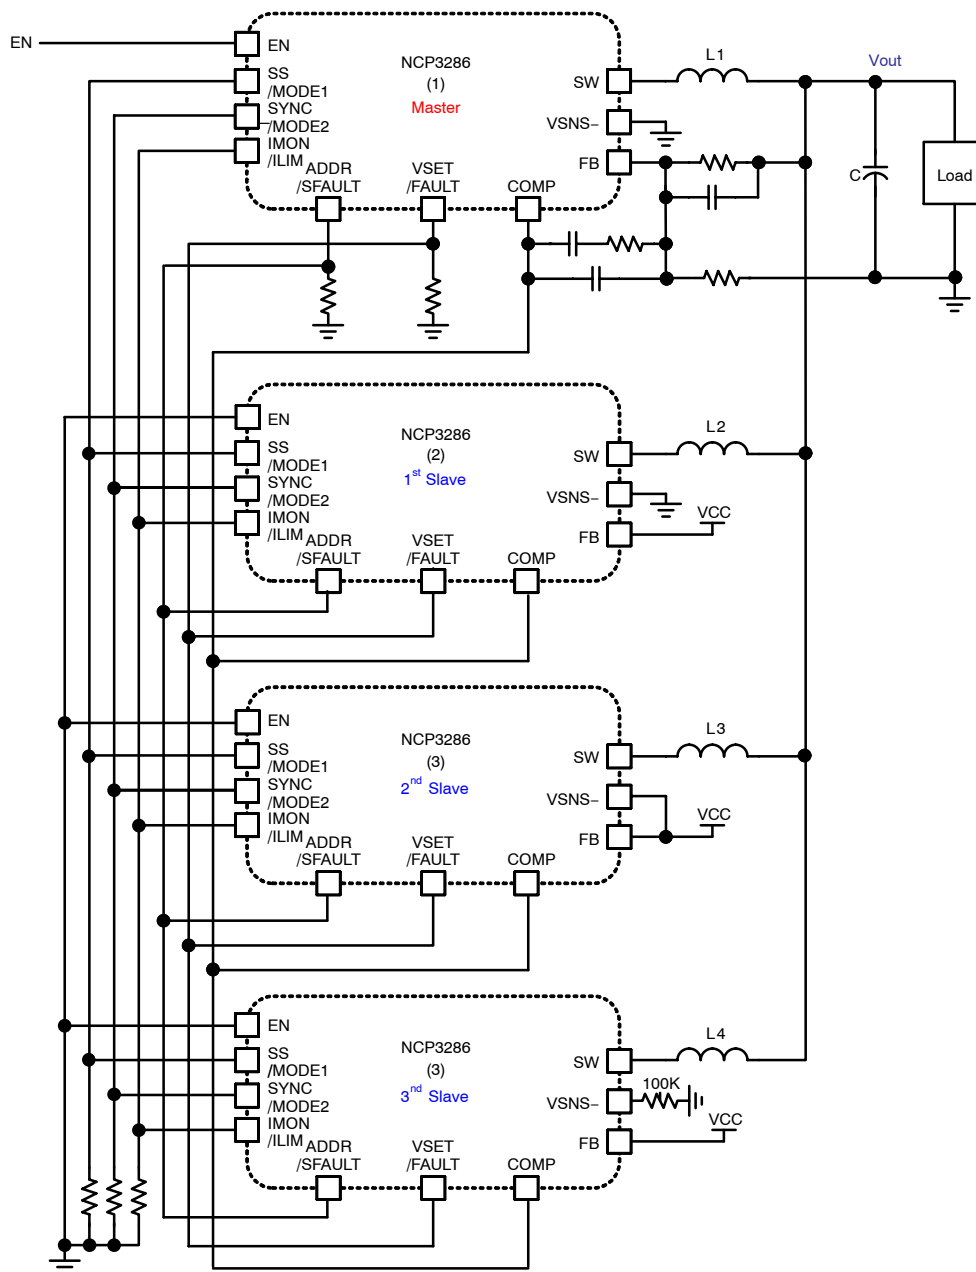 EN
EN
SS
/MODE1
SYNC
/MODE2
IMON
/ILIM
ADDR
/SFAULT
VSET
/FAULT
COMP
NCP3286
(1)
Master
SW
VSNS−
FB
L1
Vout
C
Load
EN
SS
/MODE1
SYNC
/MODE2
IMON
/ILIM
ADDR
/SFAULT
VSET
/FAULT
COMP
NCP3286
(2)
1st Slave
SW
VSNS−
FB
L2
VCC
EN
SS
/MODE1
SYNC
/MODE2
IMON
/ILIM
ADDR
/SFAULT
VSET
/FAULT
COMP
NCP3286
(3)
2nd Slave
SW
VSNS−
FB
L3
VCC
EN
SS
/MODE1
SYNC
/MODE2
IMON
/ILIM
ADDR
/SFAULT
VSET
/FAULT
COMP
NCP3286
(3)
3nd Slave
SW
VSNS−
FB
L4
100K
VCC